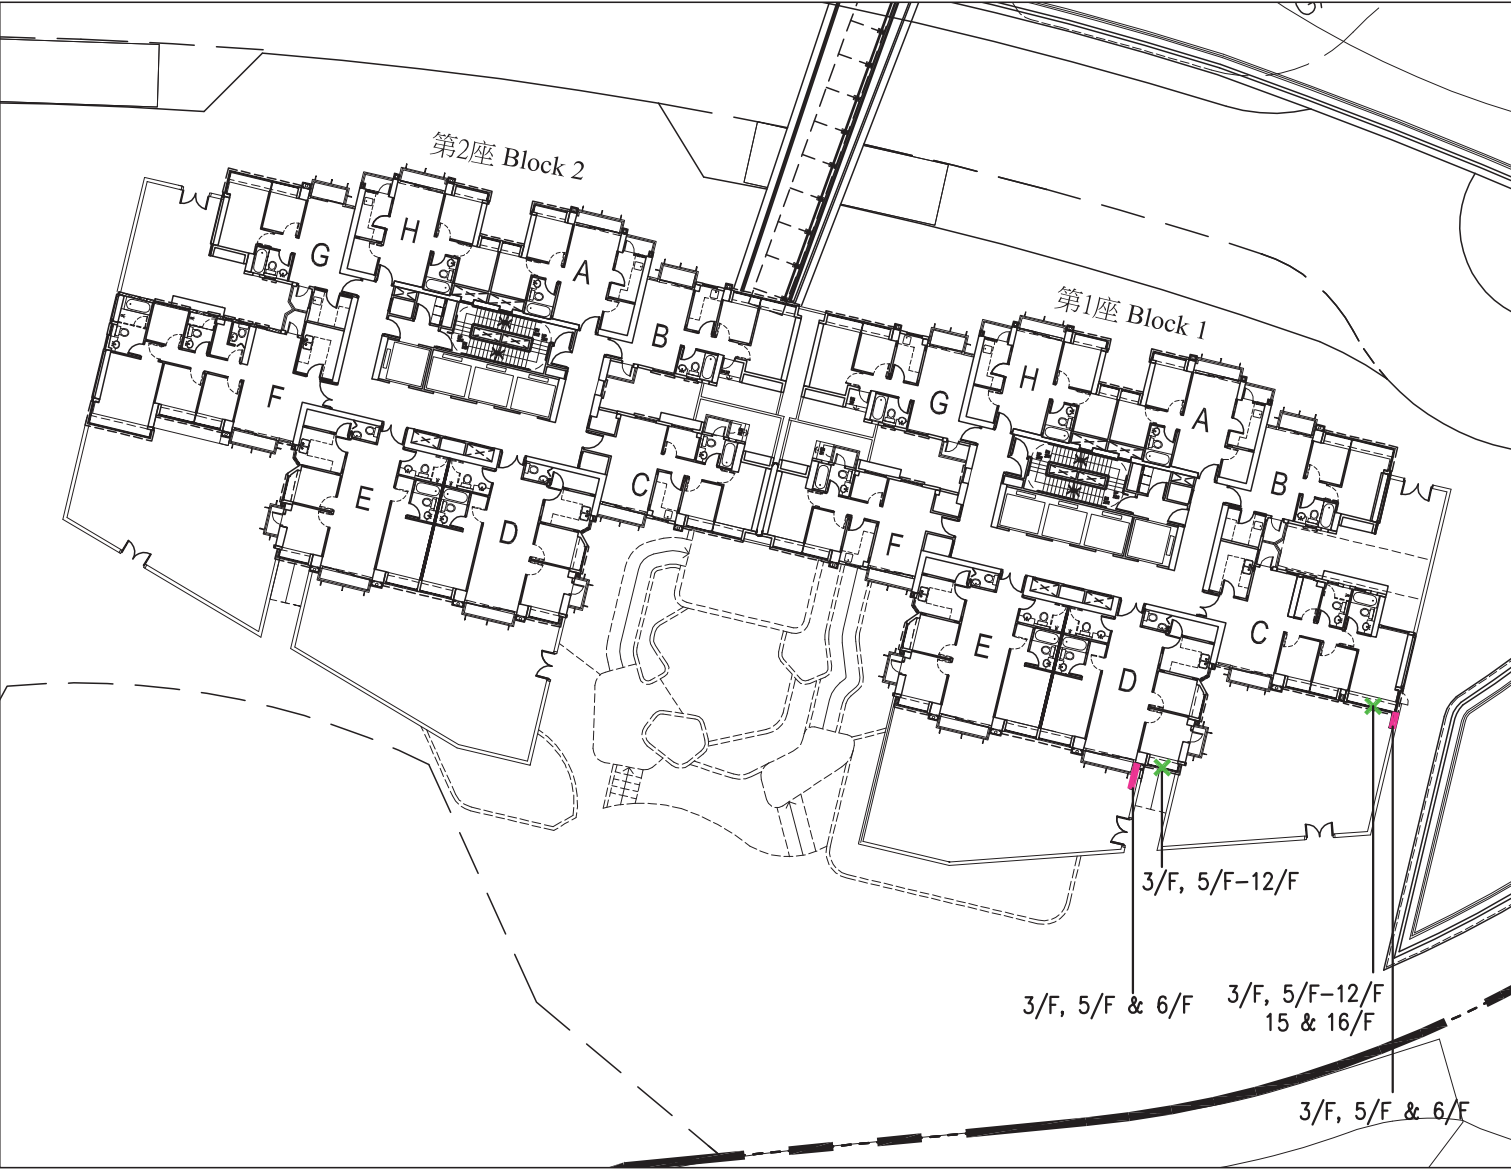 第2座 Block 2
第1座 Block 1
G
H
A
B
C
D
E
F
G
H
A
B
C
D
E
F
3/F, 5/F-12/F
3/F, 5/F & 6/F
3/F, 5/F-12/F
15 & 16/F
3/F, 5/F & 6/F